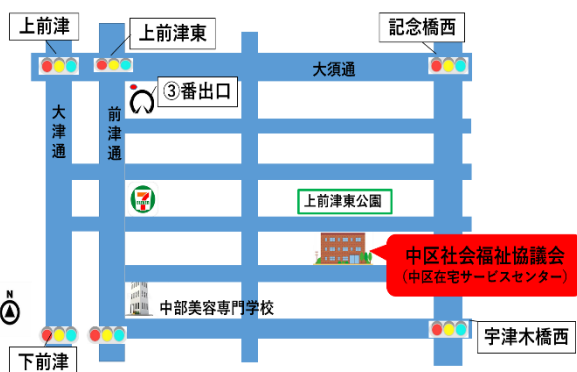 上前津
上前津東
記念橋西
大須通
③番出口
大津通
前津通
7
ELEVEN
上前津東公園
中区社会福祉協議会
(中区在宅サービスセンター)
N
中部美容専門学校
宇津木橋西
下前津